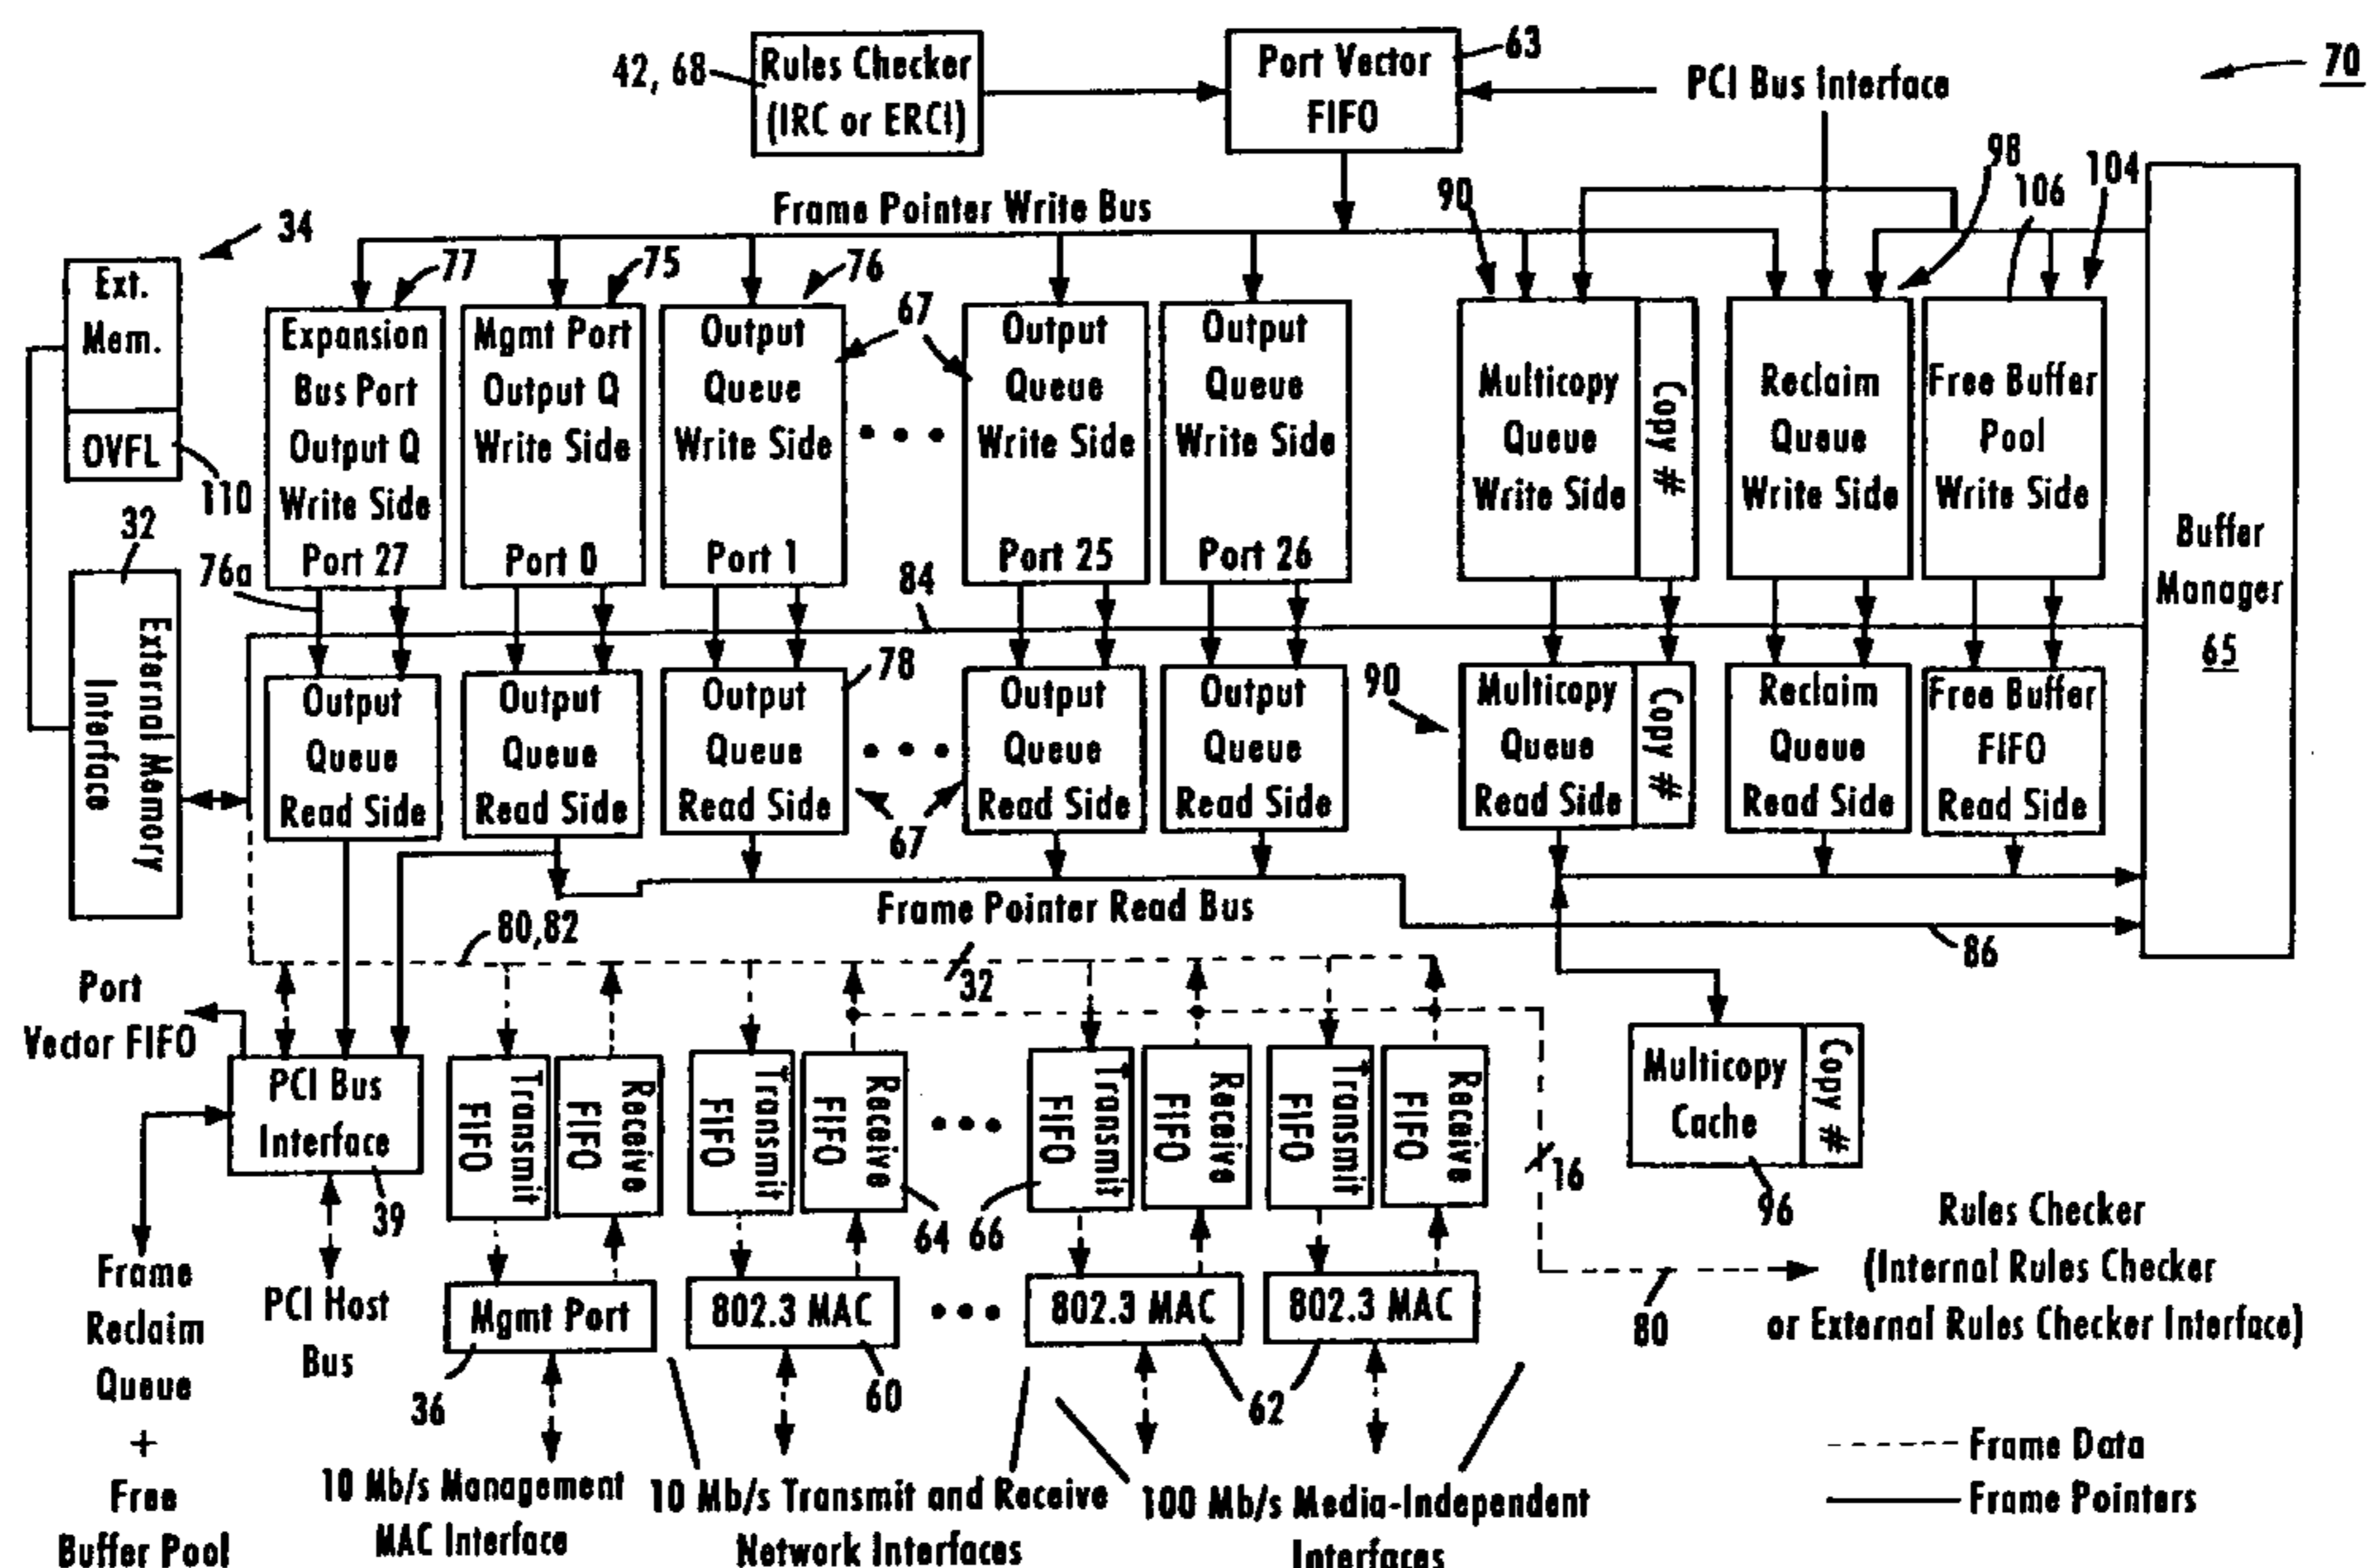 42, 68
Rules Checker
(IRC or ERCI)
Port Vector
FIFO
63
PCI Bus Interface
70
34
Ext.
Mem.
OVFL
110
32
External Memory
Interface
Frame Pointer Write Bus
77
75
76
67
90
98
106
104
Expansion
Bus Port
Output Q
Write Side
Port 27
Mgmt Port
Output Q
Write Side
Port 0
Output
Queue
Write Side
Port 1
Output
Queue
Write Side
Port 25
Output
Queue
Write Side
Port 26
Multicopy
Queue
Write Side
Copy #
Reclaim
Queue
Write Side
Free Buffer
Pool
Write Side
Buffer
Manager
65
76a
84
78
90
Output
Queue
Read Side
Output
Queue
Read Side
Output
Queue
Read Side
Output
Queue
Read Side
Output
Queue
Read Side
Multicopy
Queue
Read Side
Copy #
Reclaim
Queue
Read Side
Free Buffer
FIFO
Read Side
67
Frame Pointer Read Bus
80,82
32
86
Port
Vector FIFO
PCI Bus
Interface
39
Transmit
FIFO
Receive
FIFO
Transmit
FIFO
Receive
FIFO
64
66
Transmit
FIFO
Receive
FIFO
Transmit
FIFO
Receive
FIFO
16
Multicopy
Cache
Copy #
96
Frame
Reclaim
Queue
+
Free
Buffer Pool
PCI Host
Bus
Mgmt Port
36
802.3 MAC
60
802.3 MAC
802.3 MAC
62
80
Rules Checker
(Internal Rules Checker
or External Rules Checker Interface)
10 Mb/s Management
MAC Interface
10 Mb/s Transmit and Receive
Network Interfaces
100 Mb/s Media-Independent
Interfaces
Frame Data
Frame Pointers